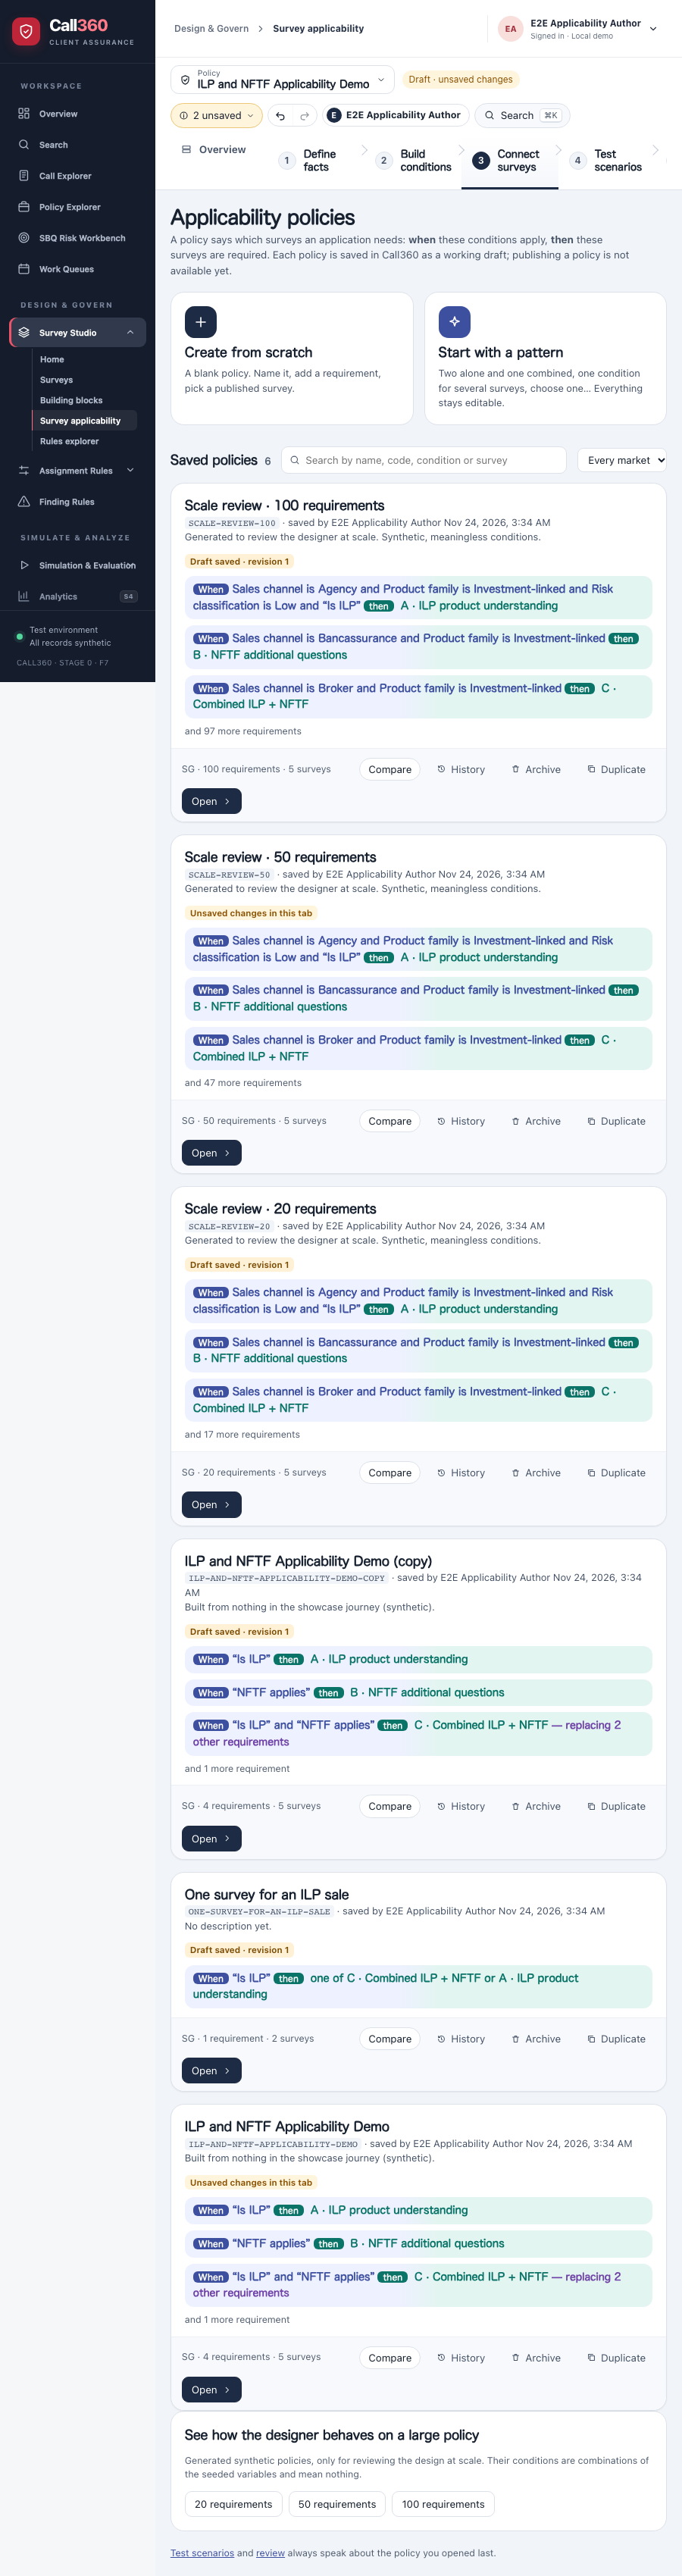 Call360
CLIENT ASSURANCE
WORKSPACE
Overview
Search
Call Explorer
Policy Explorer
SBQ Risk Workbench
Work Queues
DESIGN & GOVERN
Survey Studio
Home
Surveys
Building blocks
Survey applicability
Rules explorer
Assignment Rules
Finding Rules
SIMULATE & ANALYZE
Simulation & Evaluation
Analytics S4
Test environment
All records synthetic
CALL360 · STAGE 0 · F7
Design & Govern > Survey applicability
EA
E2E Applicability Author
Signed in · Local demo
Policy
ILP and NFTF Applicability Demo
Draft · unsaved changes
2 unsaved
E E2E Applicability Author
Search ⌘K
Overview
1 Define facts
2 Build conditions
3 Connect surveys
4 Test scenarios
Applicability policies
A policy says which surveys an application needs: when these conditions apply, then these
surveys are required. Each policy is saved in Call360 as a working draft; publishing a policy is not
available yet.
Create from scratch
A blank policy. Name it, add a requirement,
pick a published survey.
Start with a pattern
Two alone and one combined, one condition
for several surveys, choose one… Everything
stays editable.
Saved policies 6
Search by name, code, condition or survey
Every market
Scale review · 100 requirements
SCALE-REVIEW-100 · saved by E2E Applicability Author Nov 24, 2026, 3:34 AM
Generated to review the designer at scale. Synthetic, meaningless conditions.
Draft saved · revision 1
When Sales channel is Agency and Product family is Investment-linked and Risk
classification is Low and “Is ILP” then A · ILP product understanding
When Sales channel is Bancassurance and Product family is Investment-linked then
B · NFTF additional questions
When Sales channel is Broker and Product family is Investment-linked then C ·
Combined ILP + NFTF
and 97 more requirements
SG · 100 requirements · 5 surveys
Compare
History
Archive
Duplicate
Open
Scale review · 50 requirements
SCALE-REVIEW-50 · saved by E2E Applicability Author Nov 24, 2026, 3:34 AM
Generated to review the designer at scale. Synthetic, meaningless conditions.
Unsaved changes in this tab
When Sales channel is Agency and Product family is Investment-linked and Risk
classification is Low and “Is ILP” then A · ILP product understanding
When Sales channel is Bancassurance and Product family is Investment-linked then
B · NFTF additional questions
When Sales channel is Broker and Product family is Investment-linked then C ·
Combined ILP + NFTF
and 47 more requirements
SG · 50 requirements · 5 surveys
Compare
History
Archive
Duplicate
Open
Scale review · 20 requirements
SCALE-REVIEW-20 · saved by E2E Applicability Author Nov 24, 2026, 3:34 AM
Generated to review the designer at scale. Synthetic, meaningless conditions.
Draft saved · revision 1
When Sales channel is Agency and Product family is Investment-linked and Risk
classification is Low and “Is ILP” then A · ILP product understanding
When Sales channel is Bancassurance and Product family is Investment-linked then
B · NFTF additional questions
When Sales channel is Broker and Product family is Investment-linked then C ·
Combined ILP + NFTF
and 17 more requirements
SG · 20 requirements · 5 surveys
Compare
History
Archive
Duplicate
Open
ILP and NFTF Applicability Demo (copy)
ILP-AND-NFTF-APPLICABILITY-DEMO-COPY · saved by E2E Applicability Author Nov 24, 2026, 3:34
AM
Built from nothing in the showcase journey (synthetic).
Draft saved · revision 1
When “Is ILP” then A · ILP product understanding
When “NFTF applies” then B · NFTF additional questions
When “Is ILP” and “NFTF applies” then C · Combined ILP + NFTF — replacing 2
other requirements
and 1 more requirement
SG · 4 requirements · 5 surveys
Compare
History
Archive
Duplicate
Open
One survey for an ILP sale
ONE-SURVEY-FOR-AN-ILP-SALE · saved by E2E Applicability Author Nov 24, 2026, 3:34 AM
No description yet.
Draft saved · revision 1
When “Is ILP” then one of C · Combined ILP + NFTF or A · ILP product
understanding
SG · 1 requirement · 2 surveys
Compare
History
Archive
Duplicate
Open
ILP and NFTF Applicability Demo
ILP-AND-NFTF-APPLICABILITY-DEMO · saved by E2E Applicability Author Nov 24, 2026, 3:34 AM
Built from nothing in the showcase journey (synthetic).
Unsaved changes in this tab
When “Is ILP” then A · ILP product understanding
When “NFTF applies” then B · NFTF additional questions
When “Is ILP” and “NFTF applies” then C · Combined ILP + NFTF — replacing 2
other requirements
and 1 more requirement
SG · 4 requirements · 5 surveys
Compare
History
Archive
Duplicate
Open
See how the designer behaves on a large policy
Generated synthetic policies, only for reviewing the design at scale. Their conditions are combinations of
the seeded variables and mean nothing.
20 requirements
50 requirements
100 requirements
Test scenarios and review always speak about the policy you opened last.